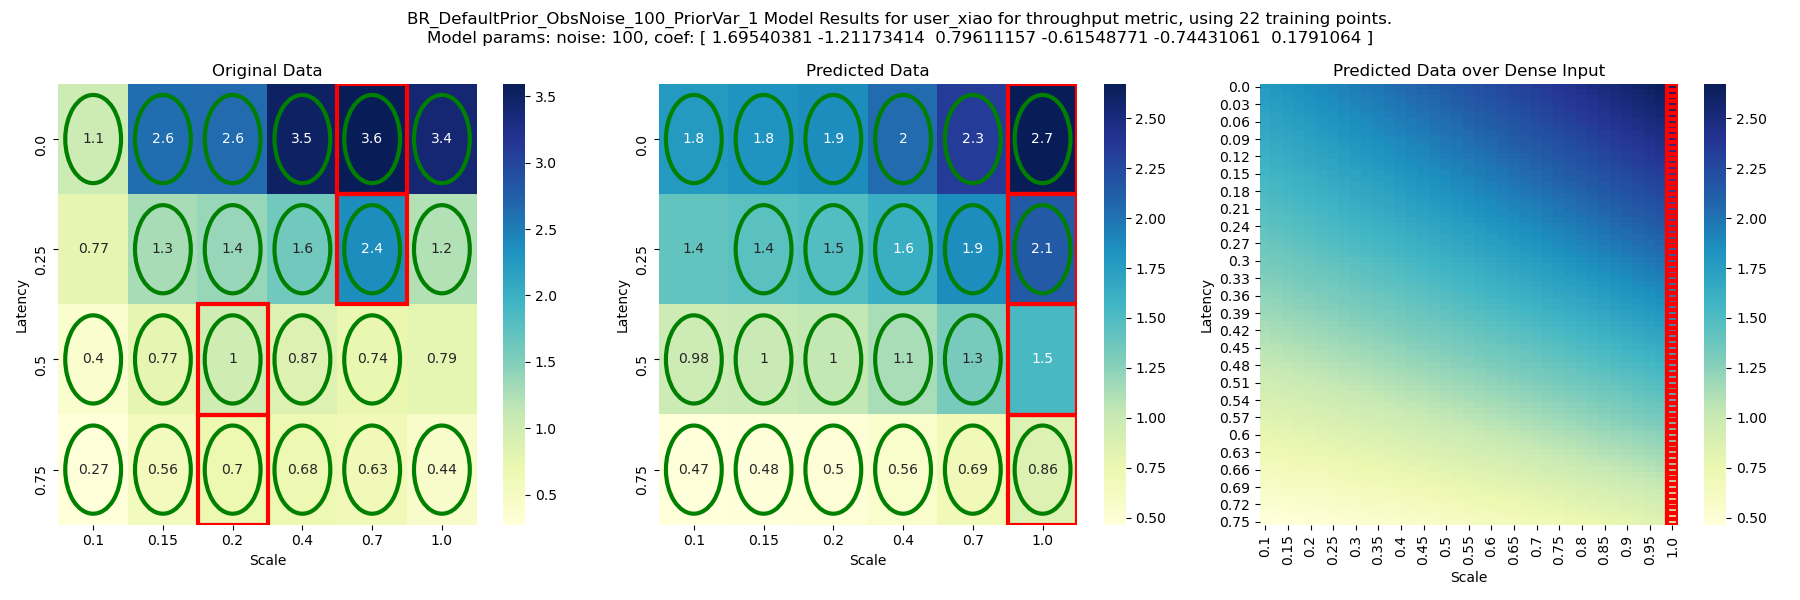 BR_DefaultPrior_ObsNoise_100_PriorVar_1 Model Results for user_xiao for throughput metric, using 22 training points.
Model params: noise: 100, coef: [ 1.69540381 -1.21173414  0.79611157 -0.61548771 -0.74431061  0.1791064 ]
Original Data
1.1 2.6 2.6 3.5 3.6 3.4
0.77 1.3 1.4 1.6 2.4 1.2
0.4 0.77 1 0.87 0.74 0.79
0.27 0.56 0.7 0.68 0.63 0.44
0.0
0.25
0.5
0.75
Latency
0.1 0.15 0.2 0.4 0.7 1.0
Scale
3.5
3.0
2.5
2.0
1.5
1.0
0.5
Predicted Data
1.8 1.8 1.9 2 2.3 2.7
1.4 1.4 1.5 1.6 1.9 2.1
0.98 1 1 1.1 1.3 1.5
0.47 0.48 0.5 0.56 0.69 0.86
0.0
0.25
0.5
0.75
Latency
0.1 0.15 0.2 0.4 0.7 1.0
Scale
2.50
2.25
2.00
1.75
1.50
1.25
1.00
0.75
0.50
Predicted Data over Dense Input
0.0
0.03
0.06
0.09
0.12
0.15
0.18
0.21
0.24
0.27
0.3
0.33
0.36
0.39
0.42
0.45
0.48
0.51
0.54
0.57
0.6
0.63
0.66
0.69
0.72
0.75
Latency
0.1 0.15 0.2 0.25 0.3 0.35 0.4 0.45 0.5 0.55 0.6 0.65 0.7 0.75 0.8 0.85 0.9 0.95 1.0
Scale
2.50
2.25
2.00
1.75
1.50
1.25
1.00
0.75
0.50